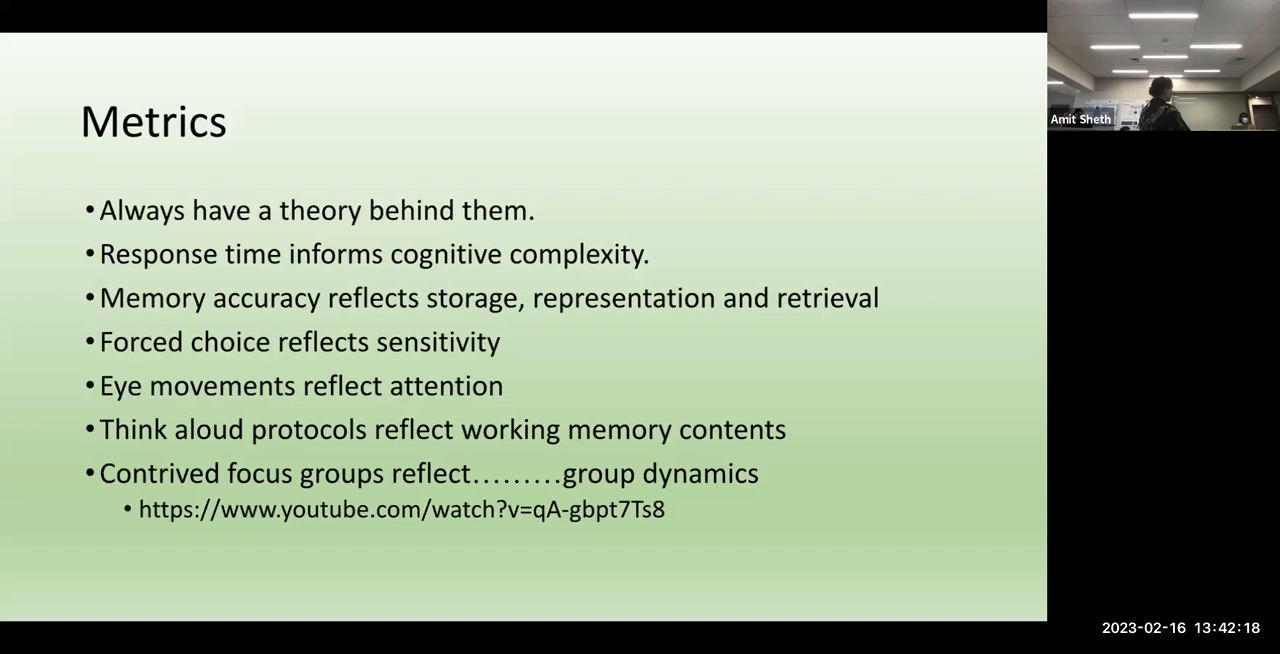 Metrics
• Always have a theory behind them.
• Response time informs cognitive complexity.
• Memory accuracy reflects storage, representation and retrieval
• Forced choice reflects sensitivity
• Eye movements reflect attention
• Think aloud protocols reflect working memory contents
• Contrived focus groups reflect.........group dynamics
• https://www.youtube.com/watch?v=qA-gbpt7Ts8
Amit Sheth
2023-02-16 13:42:18